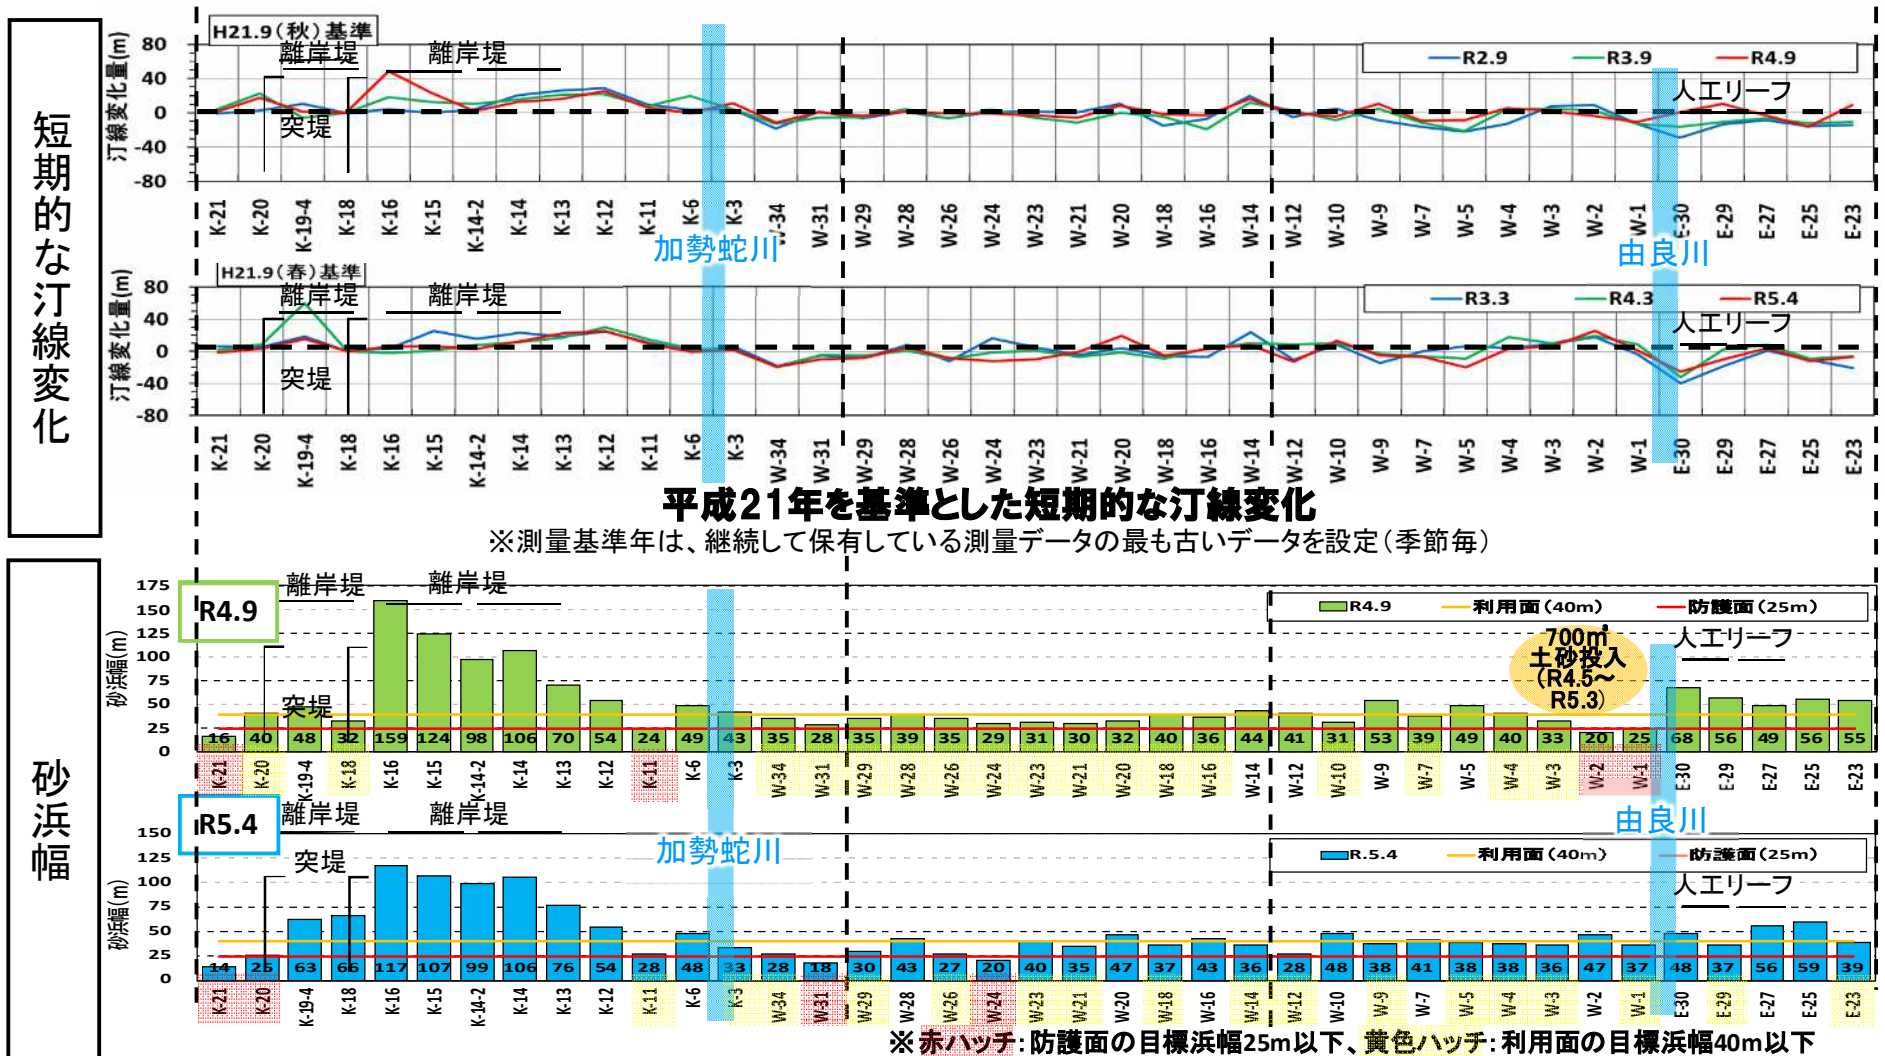 短期的な汀線変化
H21.9(秋)基準
汀線変化量(m)
80
40
0
-40
-80
離岸堤
離岸堤
突堤
R2.9 R3.9 R4.9
人工リーフ
K-21 K-20 K-19-4 K-18 K-16 K-15 K-14-2 K-14 K-13 K-12 K-11 K-6 K-3 W-34 W-31 W-29 W-28 W-26 W-24 W-23 W-21 W-20 W-18 W-16 W-14 W-12 W-10 W-9 W-7 W-5 W-4 W-3 W-2 W-1 E-30 E-29 E-27 E-25 E-23
加勢蛇川
由良川
H21.9(春)基準
汀線変化量(m)
80
40
0
-40
-80
離岸堤
離岸堤
突堤
R3.3 R4.3 R5.4
人工リーフ
K-21 K-20 K-19-4 K-18 K-16 K-15 K-14-2 K-14 K-13 K-12 K-11 K-6 K-3 W-34 W-31 W-29 W-28 W-26 W-24 W-23 W-21 W-20 W-18 W-16 W-14 W-12 W-10 W-9 W-7 W-5 W-4 W-3 W-2 W-1 E-30 E-29 E-27 E-25 E-23
平成21年を基準とした短期的な汀線変化
※測量基準年は、継続して保有している測量データの最も古いデータを設定(季節毎)
砂浜幅
R4.9
砂浜幅(m)
175
150
125
100
75
50
25
0
離岸堤
離岸堤
突堤
R4.9 利用面(40m) 防護面(25m)
700㎥
土砂投入
(R4.5~
R5.3)
人工リーフ
16 40 48 32 159 124 98 106 70 54 24 49 43 35 28 35 39 35 29 31 30 32 40 36 44 41 31 53 39 49 40 33 20 25 68 56 49 56 55
K-21 K-20 K-19-4 K-18 K-16 K-15 K-14-2 K-14 K-13 K-12 K-11 K-6 K-3 W-34 W-31 W-29 W-28 W-26 W-24 W-23 W-21 W-20 W-18 W-16 W-14 W-12 W-10 W-9 W-7 W-5 W-4 W-3 W-2 W-1 E-30 E-29 E-27 E-25 E-23
R5.4
砂浜幅(m)
150
125
100
75
50
25
0
離岸堤
離岸堤
突堤
加勢蛇川
由良川
R.5.4 利用面(40m) 防護面(25m)
人工リーフ
14 25 63 66 117 107 99 106 76 54 28 48 33 28 18 30 43 27 20 40 35 47 37 43 36 28 48 38 41 38 38 36 47 37 48 37 56 59 39
K-21 K-20 K-19-4 K-18 K-16 K-15 K-14-2 K-14 K-13 K-12 K-11 K-6 K-3 W-34 W-31 W-29 W-28 W-26 W-24 W-23 W-21 W-20 W-18 W-16 W-14 W-12 W-10 W-9 W-7 W-5 W-4 W-3 W-2 W-1 E-30 E-29 E-27 E-25 E-23
※赤ハッチ:防護面の目標浜幅25m以下、黄色ハッチ:利用面の目標浜幅40m以下